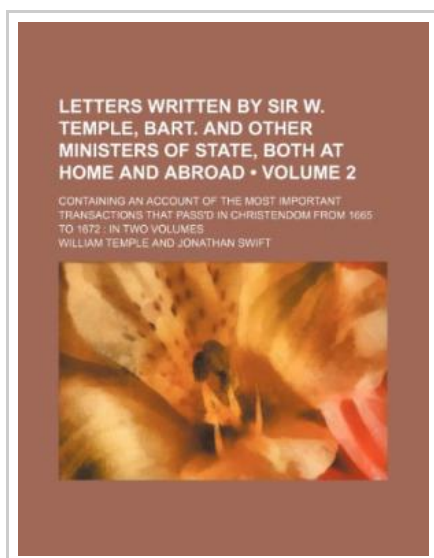 LETTERS WRITTEN BY SIR W.
TEMPLE, BART. AND OTHER
MINISTERS OF STATE, BOTH AT
HOME AND ABROAD • VOLUME 2
CONTAINING AN ACCOUNT OF THE MOST IMPORTANT
TRANSACTIONS THAT PASS'D IN CHRISTENDOM FROM 1665
TO 1672 : IN TWO VOLUMES
WILLIAM TEMPLE AND JONATHAN SWIFT